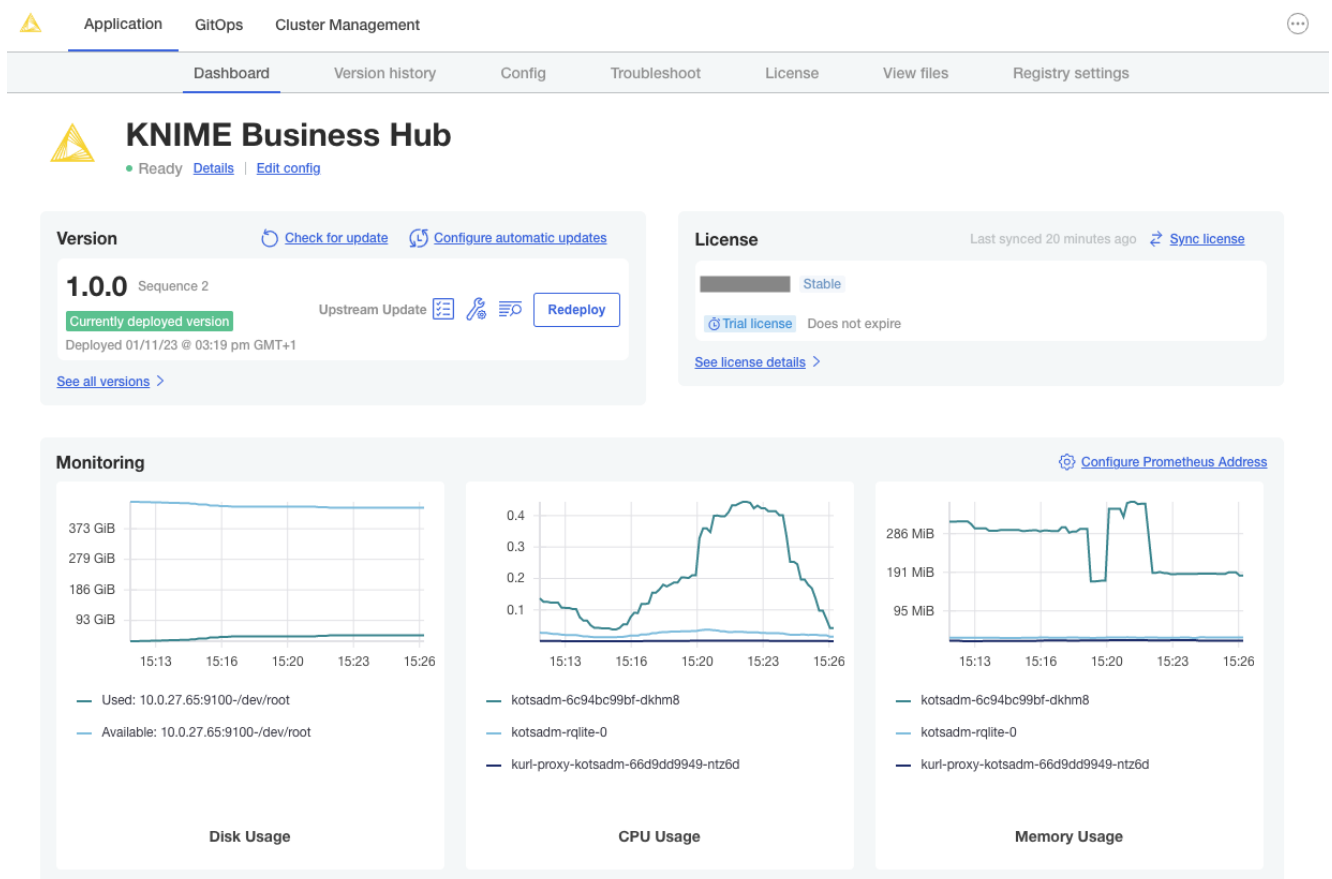 Application GitOps Cluster Management
Dashboard Version history Config Troubleshoot License View files Registry settings
KNIME Business Hub
Ready Details Edit config
Version Check for update Configure automatic updates
1.0.0 Sequence 2
Currently deployed version
Deployed 01/11/23 @ 03:19 pm GMT+1
Upstream Update Redeploy
See all versions
License Last synced 20 minutes ago Sync license
Stable
Trial license Does not expire
See license details
Monitoring Configure Prometheus Address
373 GiB
279 GiB
186 GiB
93 GiB
15:13 15:16 15:20 15:23 15:26
Used: 10.0.27.65:9100-/dev/root
Available: 10.0.27.65:9100-/dev/root
Disk Usage
0.4
0.3
0.2
0.1
15:13 15:16 15:20 15:23 15:26
kotsadm-6c94bc99bf-dkhm8
kotsadm-rqlite-0
kurl-proxy-kotsadm-66d9dd9949-ntz6d
CPU Usage
286 MiB
191 MiB
95 MiB
15:13 15:16 15:20 15:23 15:26
kotsadm-6c94bc99bf-dkhm8
kotsadm-rqlite-0
kurl-proxy-kotsadm-66d9dd9949-ntz6d
Memory Usage